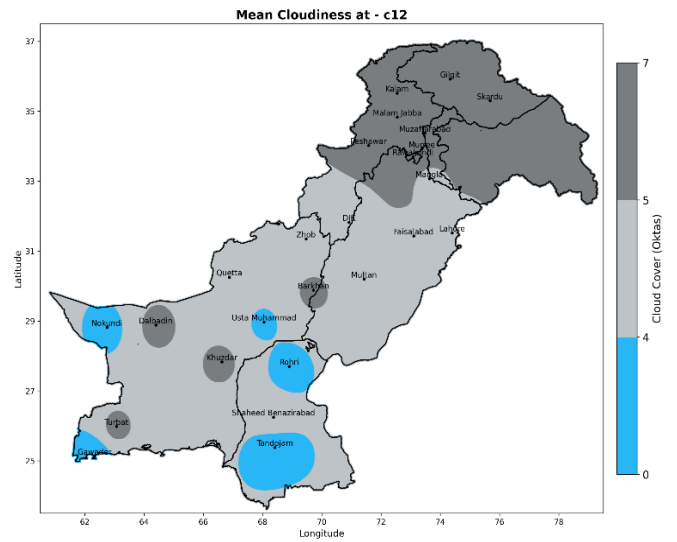 Mean Cloudiness at - c12
37
35
33
31
29
27
25
Latitude
62
64
66
68
70
72
74
76
78
Longitude
Gilgit
Kalam
Skardu
Malam Jabba
Muzaffarabad
Peshawar
Murree
Rawalpindi
Mangla
DIK
Lahore
Faisalabad
Zhob
Quetta
Multan
Barkhan
Nokundi
Dalbadin
Usta Muhammad
Khuzdar
Rohri
Shaheed Benazirabad
Turbat
Tandojam
Gawader
7
5
4
0
Cloud Cover (Oktas)